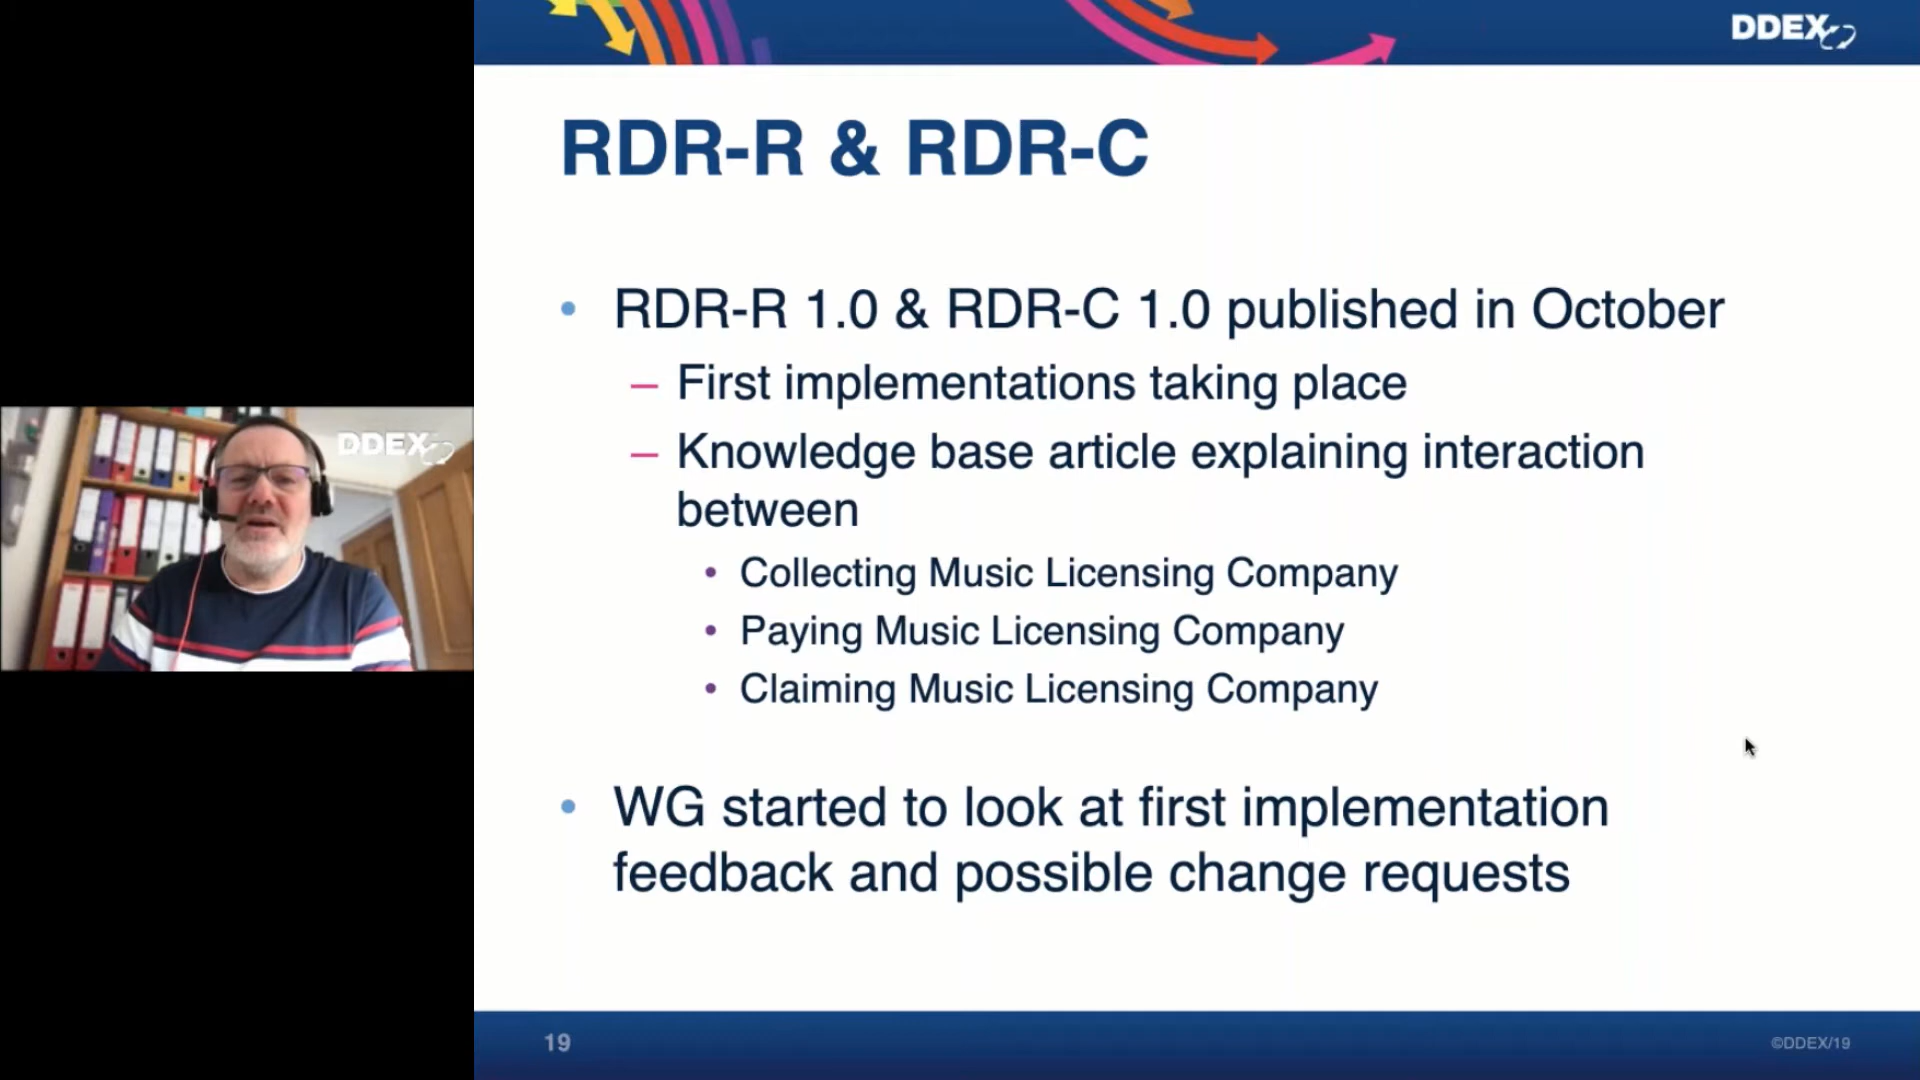 DDEX
RDR-R & RDR-C
• RDR-R 1.0 & RDR-C 1.0 published in October
– First implementations taking place
– Knowledge base article explaining interaction
between
• Collecting Music Licensing Company
• Paying Music Licensing Company
• Claiming Music Licensing Company
• WG started to look at first implementation
feedback and possible change requests
19
©DDEX/19
DDEX